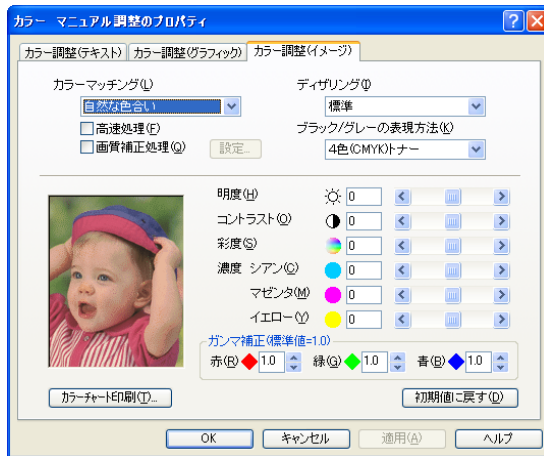 カラー マニュアル調整のプロパティ
カラー調整(テキスト) カラー調整(グラフィック) カラー調整(イメージ)
カラーマッチング(L)
自然な色合い
高速処理(F)
画質補正処理(Q) 設定...
ディザリング(I)
標準
ブラック/グレーの表現方法(K)
4色(CMYK)トナー
明度(H) 0
コントラスト(O) 0
彩度(S) 0
濃度 シアン(C) 0
マゼンタ(M) 0
イエロー(Y) 0
ガンマ補正(標準値=1.0)
赤(R) 1.0 緑(G) 1.0 青(B) 1.0
カラーチャート印刷(T)... 初期値に戻す(D)
OK キャンセル 適用(A) ヘルプ